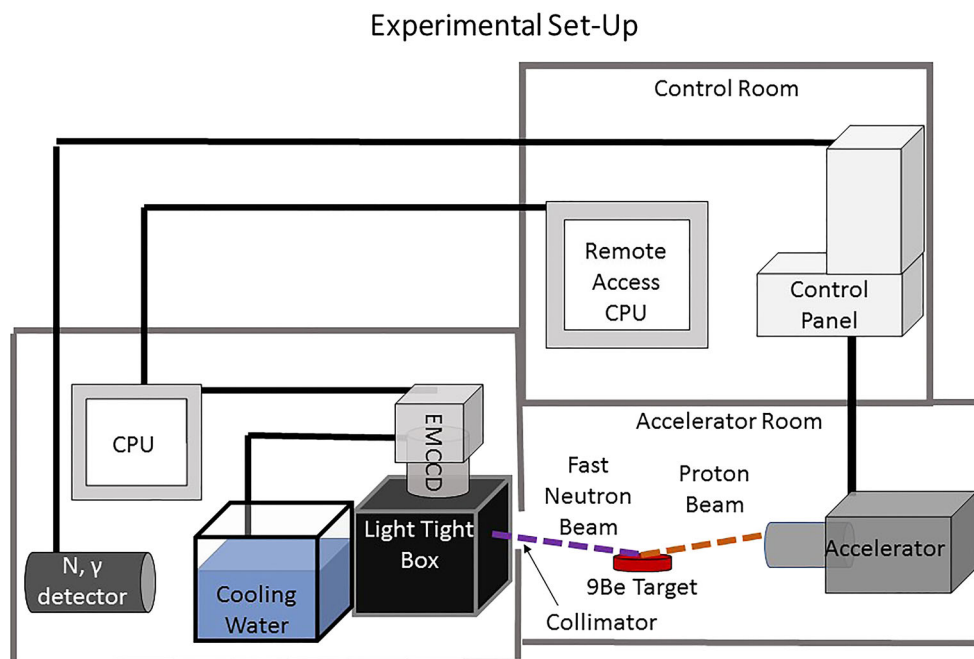 Experimental Set-Up
Control Room
Remote
Access
CPU
Control
Panel
CPU
EMCCD
Accelerator Room
Fast
Neutron
Beam
Proton
Beam
Light Tight
Box
Accelerator
N, γ
detector
Cooling
Water
9Be Target
Collimator